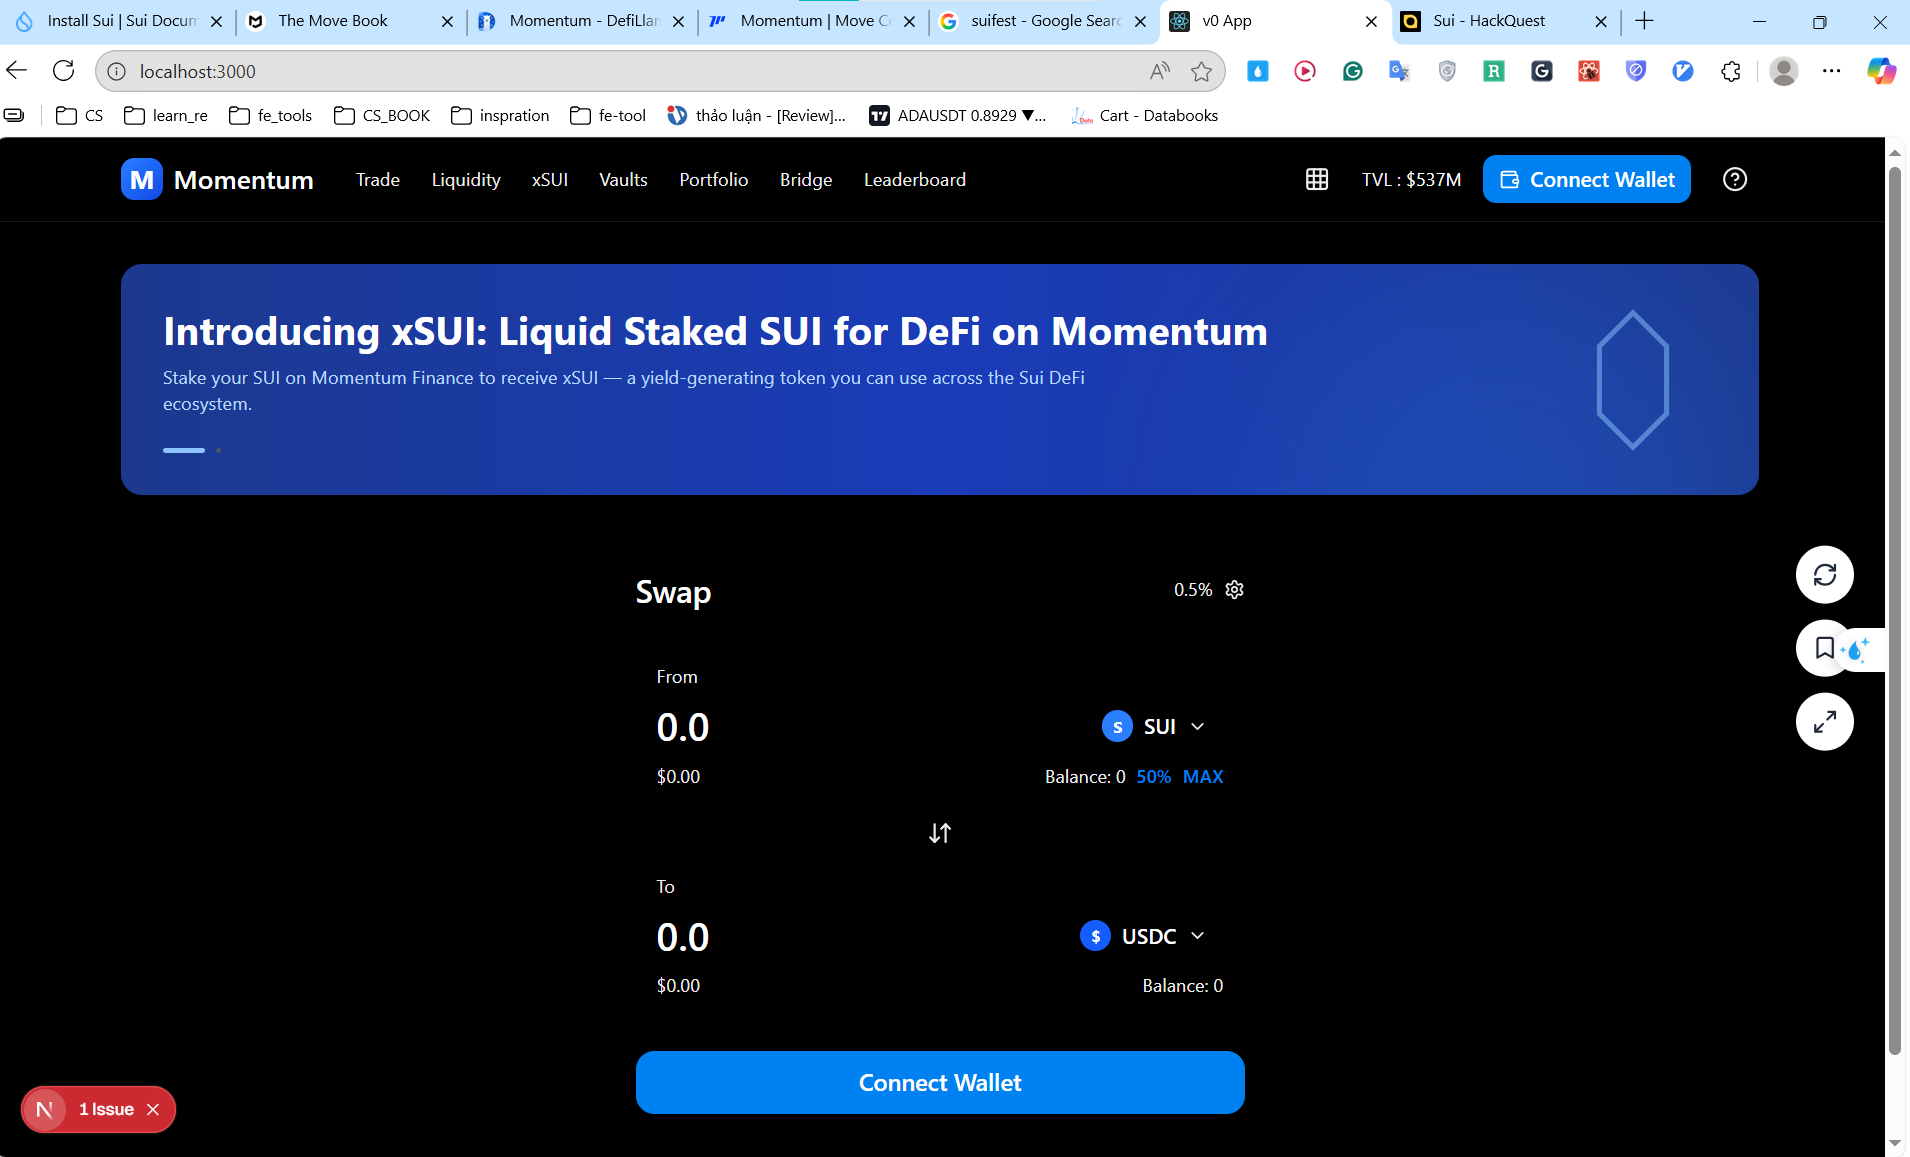 Install Sui | Sui Docum
The Move Book
Momentum - DefiLlam
Momentum | Move Co
suifest - Google Searc
v0 App
Sui - HackQuest
localhost:3000
CS
learn_re
fe_tools
CS_BOOK
inspration
fe-tool
thảo luận - [Review]...
ADAUSDT 0.8929 ▼...
Cart - Databooks
M Momentum
Trade
Liquidity
xSUI
Vaults
Portfolio
Bridge
Leaderboard
TVL : $537M
Connect Wallet
Introducing xSUI: Liquid Staked SUI for DeFi on Momentum
Stake your SUI on Momentum Finance to receive xSUI — a yield-generating token you can use across the Sui DeFi
ecosystem.
Swap
0.5%
From
0.0
S SUI
$0.00
Balance: 0 50% MAX
To
0.0
$ USDC
$0.00
Balance: 0
Connect Wallet
N 1 Issue